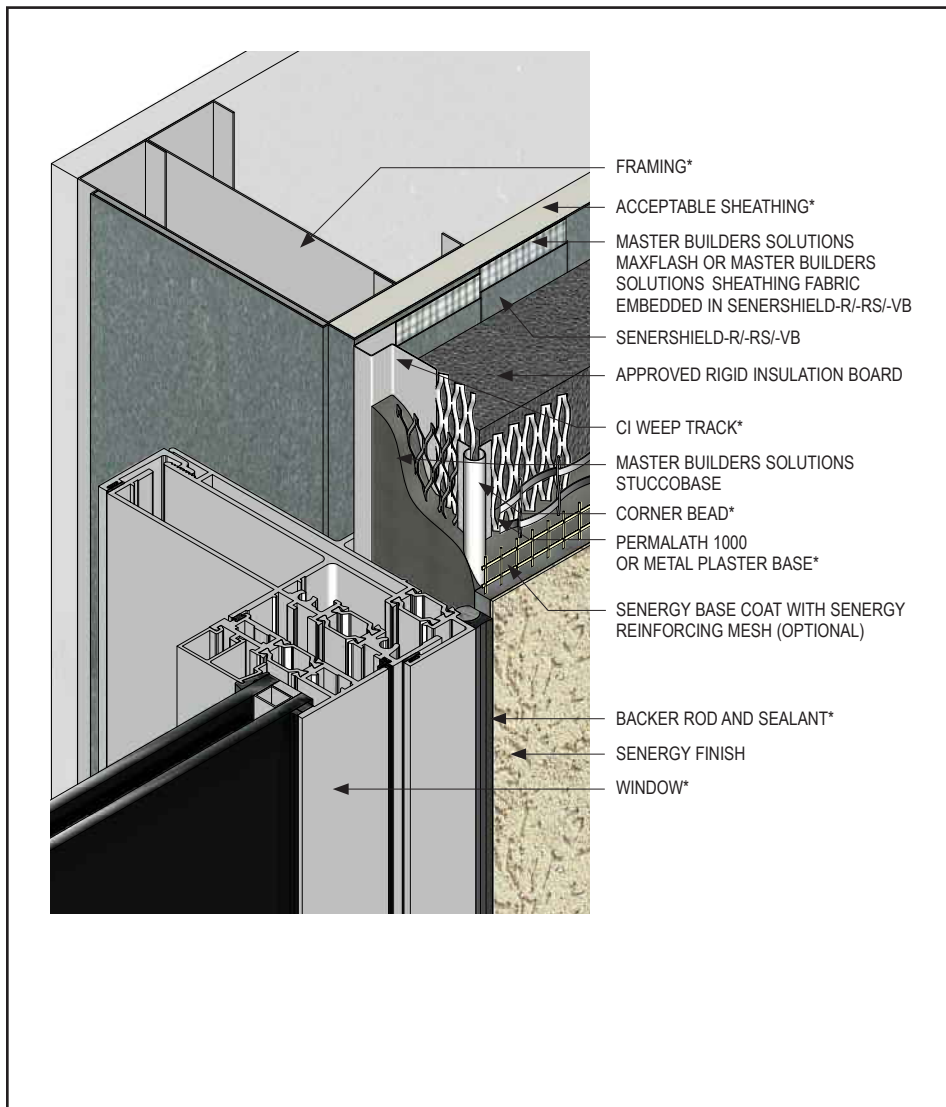 FRAMING*
ACCEPTABLE SHEATHING*
MASTER BUILDERS SOLUTIONS
MAXFLASH OR MASTER BUILDERS
SOLUTIONS SHEATHING FABRIC
EMBEDDED IN SENERSHIELD-R/-RS/-VB
SENERSHIELD-R/-RS/-VB
APPROVED RIGID INSULATION BOARD
CI WEEP TRACK*
MASTER BUILDERS SOLUTIONS
STUCCOBASE
CORNER BEAD*
PERMALATH 1000
OR METAL PLASTER BASE*
SENERGY BASE COAT WITH SENERGY
REINFORCING MESH (OPTIONAL)
BACKER ROD AND SEALANT*
SENERGY FINISH
WINDOW*